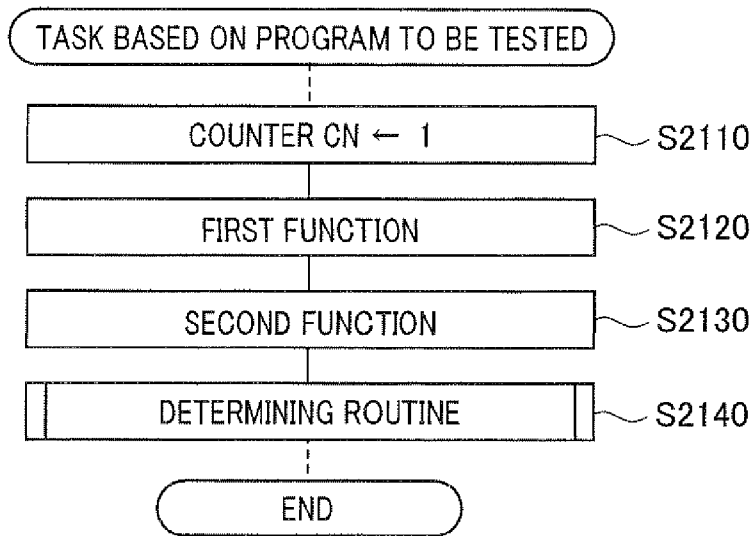 TASK BASED ON PROGRAM TO BE TESTED
COUNTER CN ← 1
S2110
FIRST FUNCTION
S2120
SECOND FUNCTION
S2130
DETERMINING ROUTINE
S2140
END